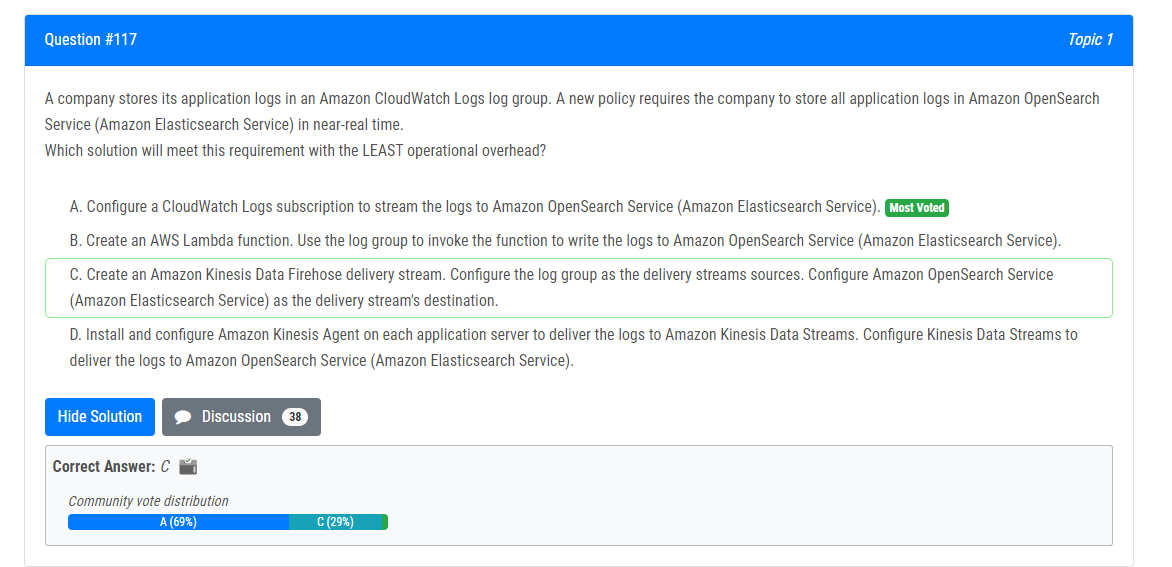 Question #117
Topic 1
A company stores its application logs in an Amazon CloudWatch Logs log group. A new policy requires the company to store all application logs in Amazon OpenSearch
Service (Amazon Elasticsearch Service) in near-real time.
Which solution will meet this requirement with the LEAST operational overhead?
A. Configure a CloudWatch Logs subscription to stream the logs to Amazon OpenSearch Service (Amazon Elasticsearch Service). Most Voted
B. Create an AWS Lambda function. Use the log group to invoke the function to write the logs to Amazon OpenSearch Service (Amazon Elasticsearch Service).
C. Create an Amazon Kinesis Data Firehose delivery stream. Configure the log group as the delivery streams sources. Configure Amazon OpenSearch Service
(Amazon Elasticsearch Service) as the delivery stream's destination.
D. Install and configure Amazon Kinesis Agent on each application server to deliver the logs to Amazon Kinesis Data Streams. Configure Kinesis Data Streams to
deliver the logs to Amazon OpenSearch Service (Amazon Elasticsearch Service).
Hide Solution
Discussion 38
Correct Answer: C
Community vote distribution
A (69%)
C (29%)